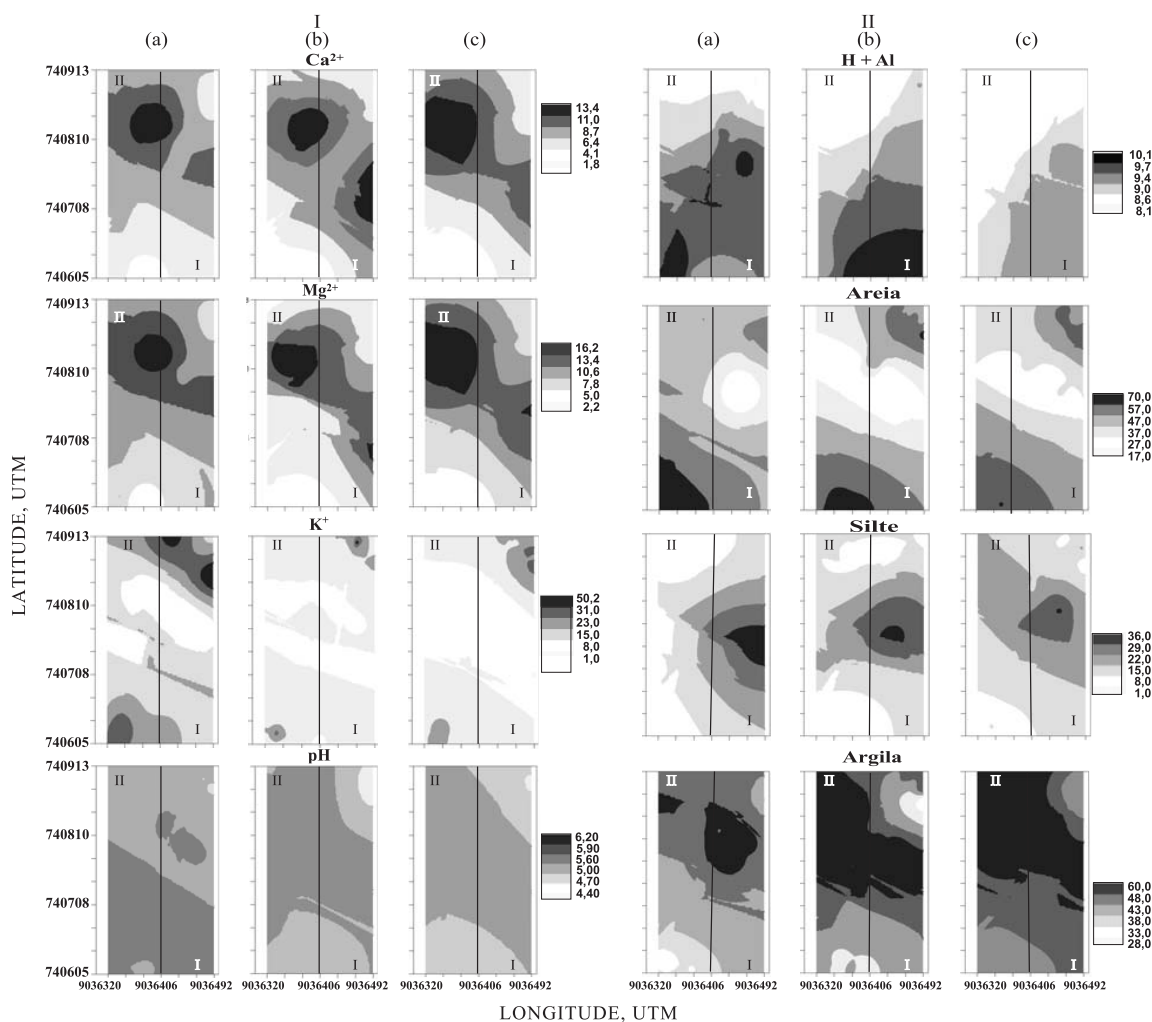 I
II
(a)
(b)
(c)
(a)
(b)
(c)
Ca²⁺
H + Al
740913
740810
740708
740605
II
I
II
I
II
I
13,4
11,0
8,7
6,4
4,1
1,8
II
I
II
I
II
I
10,1
9,7
9,4
9,0
8,6
8,1
Mg²⁺
Areia
740913
740810
740708
740605
II
I
II
I
II
I
16,2
13,4
10,6
7,8
5,0
2,2
II
I
II
I
II
I
70,0
57,0
47,0
37,0
27,0
17,0
K⁺
Silte
740913
740810
740708
740605
II
I
II
I
II
I
50,2
31,0
23,0
15,0
8,0
1,0
II
I
II
I
II
I
36,0
29,0
22,0
15,0
8,0
1,0
pH
Argila
740913
740810
740708
740605
II
I
II
I
II
I
6,20
5,90
5,60
5,00
4,70
4,40
II
I
II
I
II
I
60,0
48,0
43,0
38,0
33,0
28,0
9036320 9036406 9036492 9036320 9036406 9036492 9036320 9036406 9036492 9036320 9036406 9036492 9036320 9036406 9036492 9036320 9036406 9036492
LATITUDE, UTM
LONGITUDE, UTM